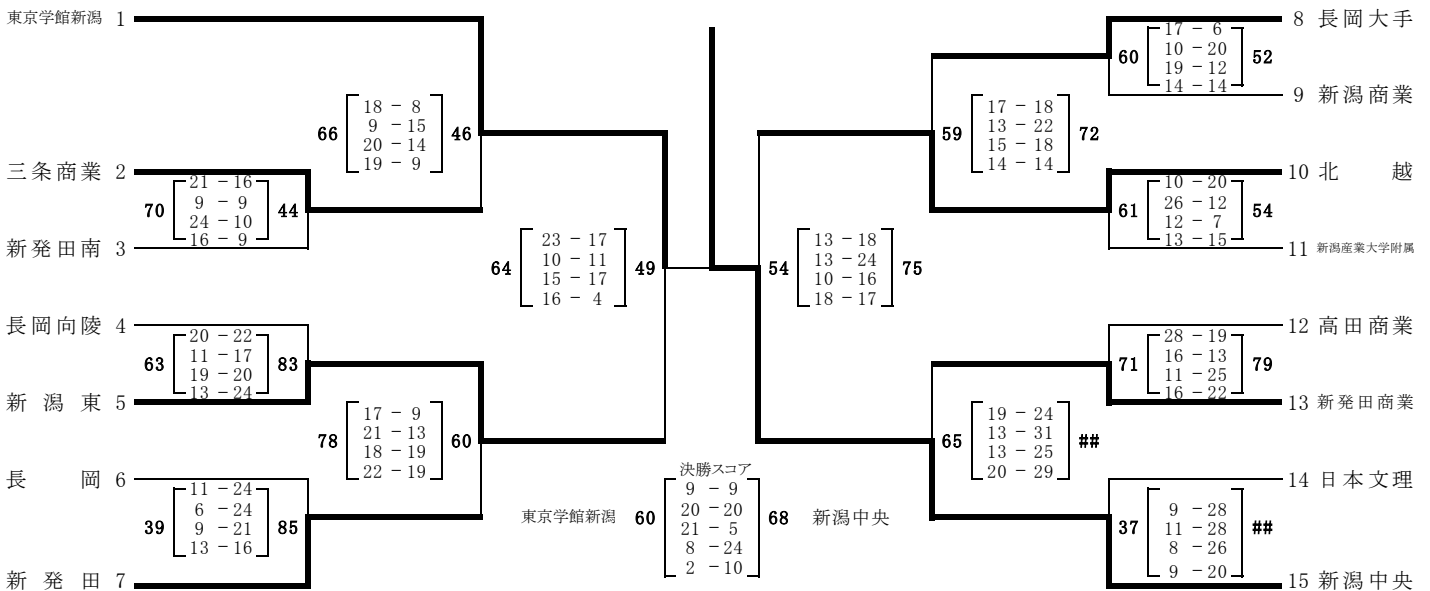 東京学館新潟 1
三条商業 2
新発田南 3
長岡向陵 4
新潟東 5
長岡 6
新発田 7
70 21 - 16 44
9 - 9
24 - 10
16 - 9
63 20 - 22 83
11 - 17
19 - 20
13 - 24
39 11 - 24 85
6 - 24
9 - 21
13 - 16
66 18 - 8 46
9 - 15
20 - 14
19 - 9
78 17 - 9 60
21 - 13
18 - 19
22 - 19
64 23 - 17 49
10 - 11
15 - 17
16 - 4
決勝スコア
東京学館新潟 60 9 - 9 68 新潟中央
20 - 20
21 - 5
8 - 24
2 - 10
54 13 - 18 75
13 - 24
10 - 16
18 - 17
59 17 - 18 72
13 - 22
15 - 18
14 - 14
65 19 - 24 ##
13 - 31
13 - 25
20 - 29
60 17 - 6 52
10 - 20
19 - 12
14 - 14
61 10 - 20 54
26 - 12
12 - 7
13 - 15
71 28 - 19 79
16 - 13
11 - 25
16 - 22
37 9 - 28 ##
11 - 28
8 - 26
9 - 20
8 長岡大手
9 新潟商業
10 北越
11 新潟産業大学附属
12 高田商業
13 新発田商業
14 日本文理
15 新潟中央